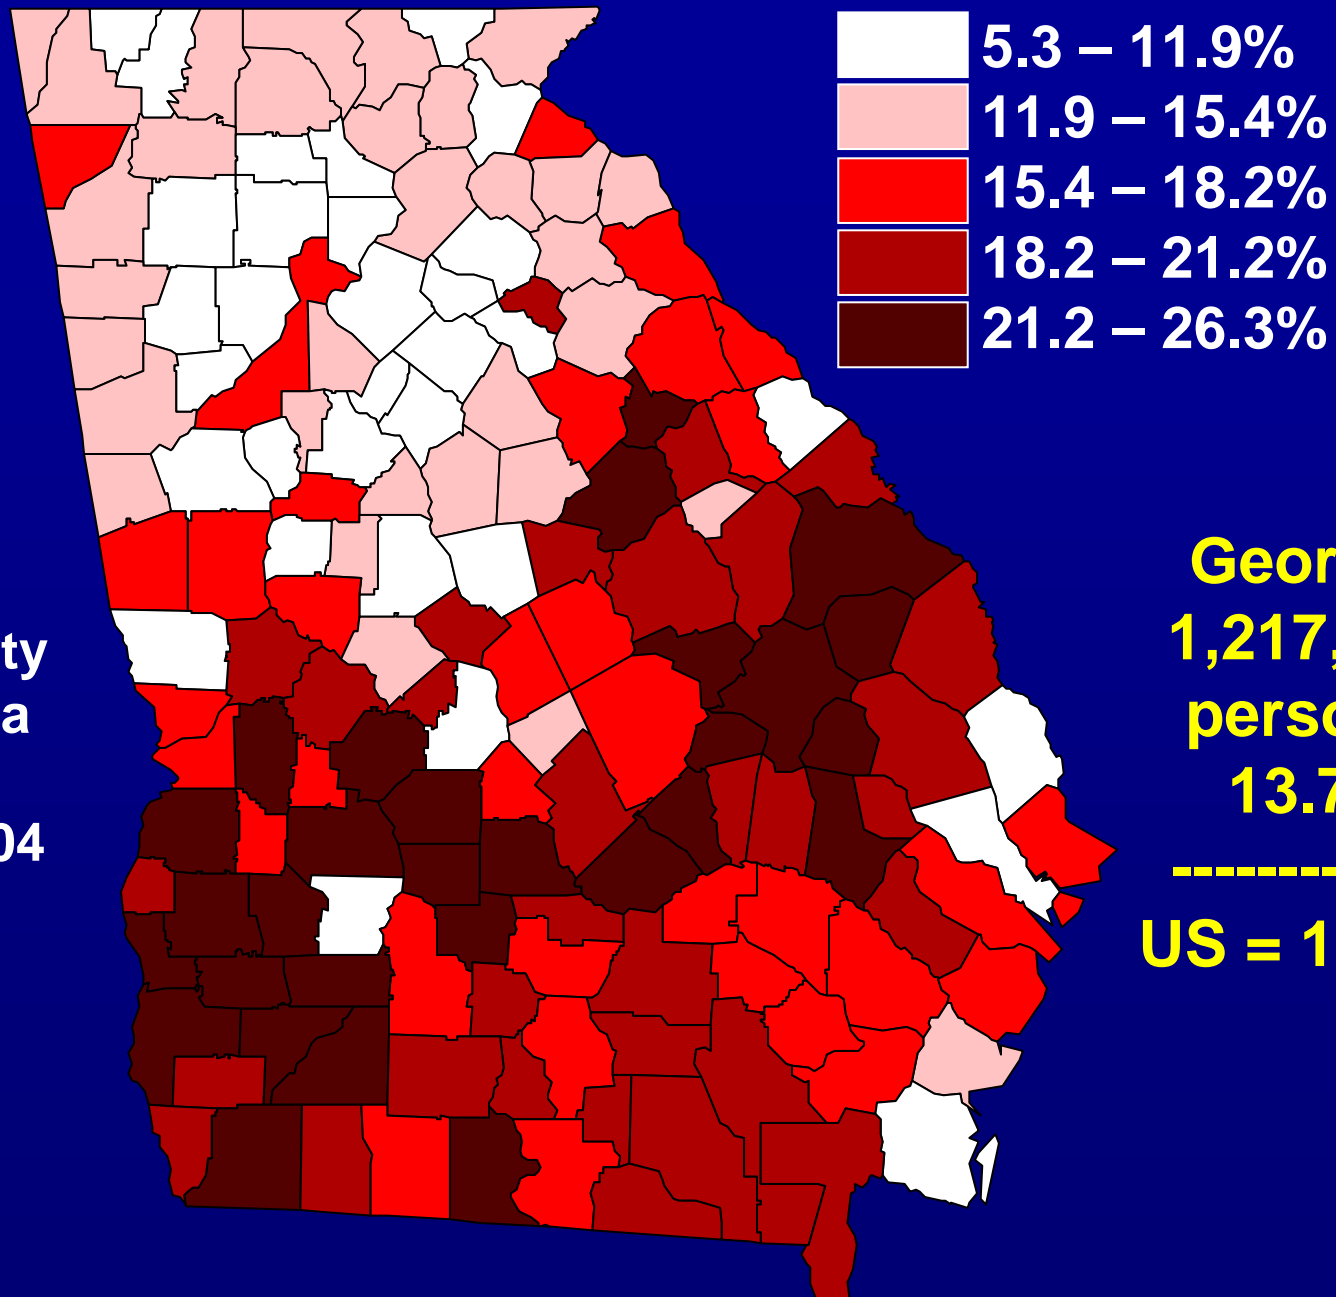 5.3 – 11.9%
11.9 – 15.4%
15.4 – 18.2%
18.2 – 21.2%
21.2 – 26.3%
Geor
1,217,
perso
13.7
--------
US = 1
ty
a
04